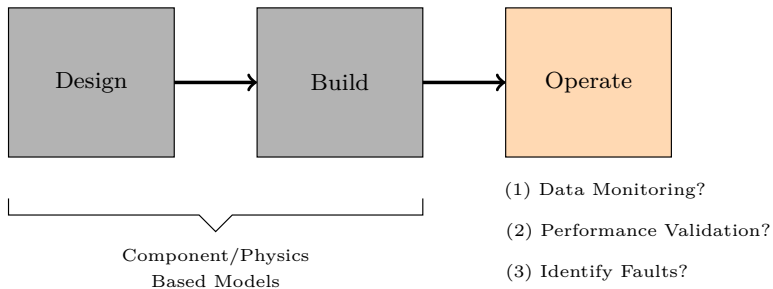 Design
Build
Operate
(1) Data Monitoring?
(2) Performance Validation?
(3) Identify Faults?
Component/Physics
Based Models